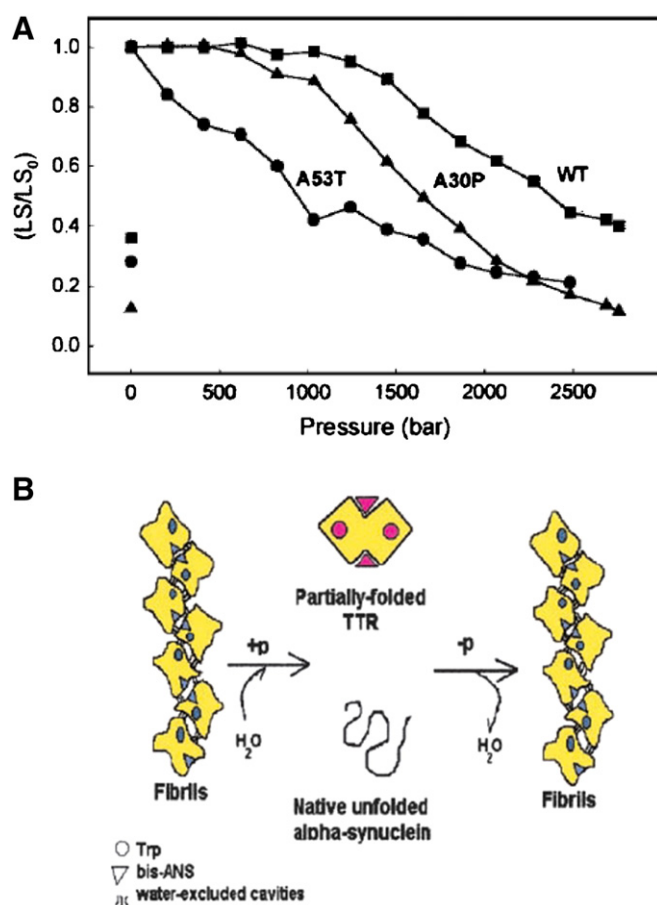 A
(LS/LS0)
1.0
0.8
0.6
0.4
0.2
0.0
A53T
A30P
WT
0
500
1000
1500
2000
2500
Pressure (bar)
B
Partially-folded
TTR
+p
-p
H2O
H2O
Fibrils
Native unfolded
alpha-synuclein
Fibrils
Trp
bis-ANS
water-excluded cavities